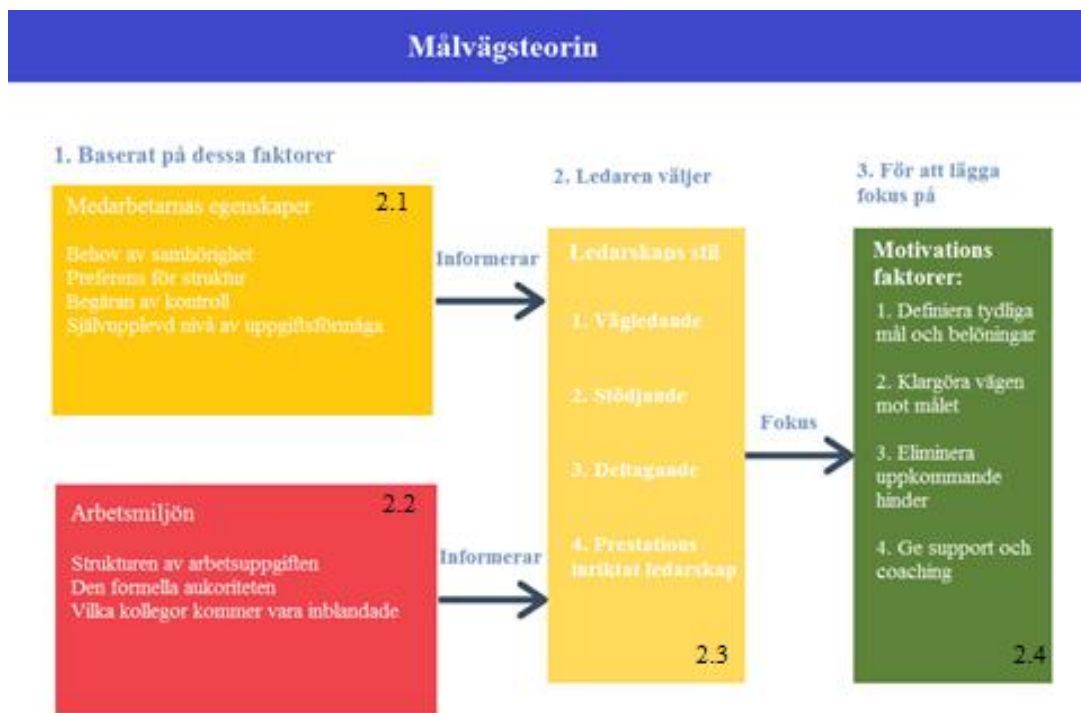 Målvägsteorin
1. Baserat på dessa faktorer
Medarbetarnas egenskaper 2.1
Behov av samhörighet
Preferens för struktur
Begäran av kontroll
Självupplevd nivå av uppgiftsförmåga
Arbetsmiljön 2.2
Strukturen av arbetsuppgiften
Den formella aukoriteten
Vilka kollegor kommer vara inblandade
Informerar
Informerar
2. Ledaren väljer
Ledarskaps stil
1. Vägledande
2. Stödjande
3. Deltagande
4. Prestations
inriktat ledarskap
2.3
Fokus
3. För att lägga
fokus på
Motivations
faktorer:
1. Definiera tydliga
mål och belöningar
2. Klargöra vägen
mot målet
3. Eliminera
uppkommande
hinder
4. Ge support och
coaching
2.4